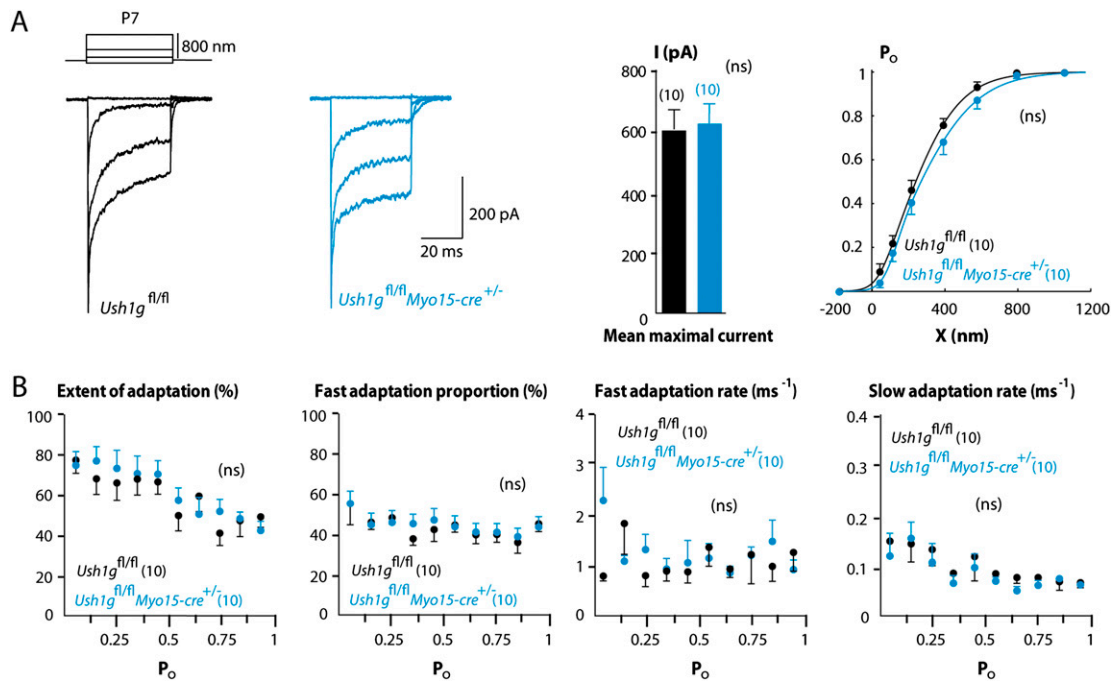 A
P7
800 nm
Ush1g fl/fl
Ush1g fl/fl Myo15-cre +/-
200 pA
20 ms
I (pA)
(ns)
800
600
400
200
0
(10)
(10)
Mean maximal current
P_O
1
0.8
0.6
0.4
0.2
(ns)
Ush1g fl/fl (10)
Ush1g fl/fl Myo15-cre +/- (10)
-200 0 400 800 1200
X (nm)
B
Extent of adaptation (%)
100
80
60
40
20
0
(ns)
Ush1g fl/fl (10)
Ush1g fl/fl Myo15-cre +/- (10)
0.25 0.5 0.75 1
P_O
Fast adaptation proportion (%)
100
80
60
40
20
0
(ns)
Ush1g fl/fl (10)
Ush1g fl/fl Myo15-cre +/- (10)
0.25 0.5 0.75 1
P_O
Fast adaptation rate (ms⁻¹)
4
3
2
1
0
Ush1g fl/fl (10)
Ush1g fl/fl Myo15-cre +/- (10)
(ns)
0.25 0.5 0.75 1
P_O
Slow adaptation rate (ms⁻¹)
0.4
0.3
0.2
0.1
0
Ush1g fl/fl (10)
Ush1g fl/fl Myo15-cre +/- (10)
(ns)
0.25 0.5 0.75 1
P_O